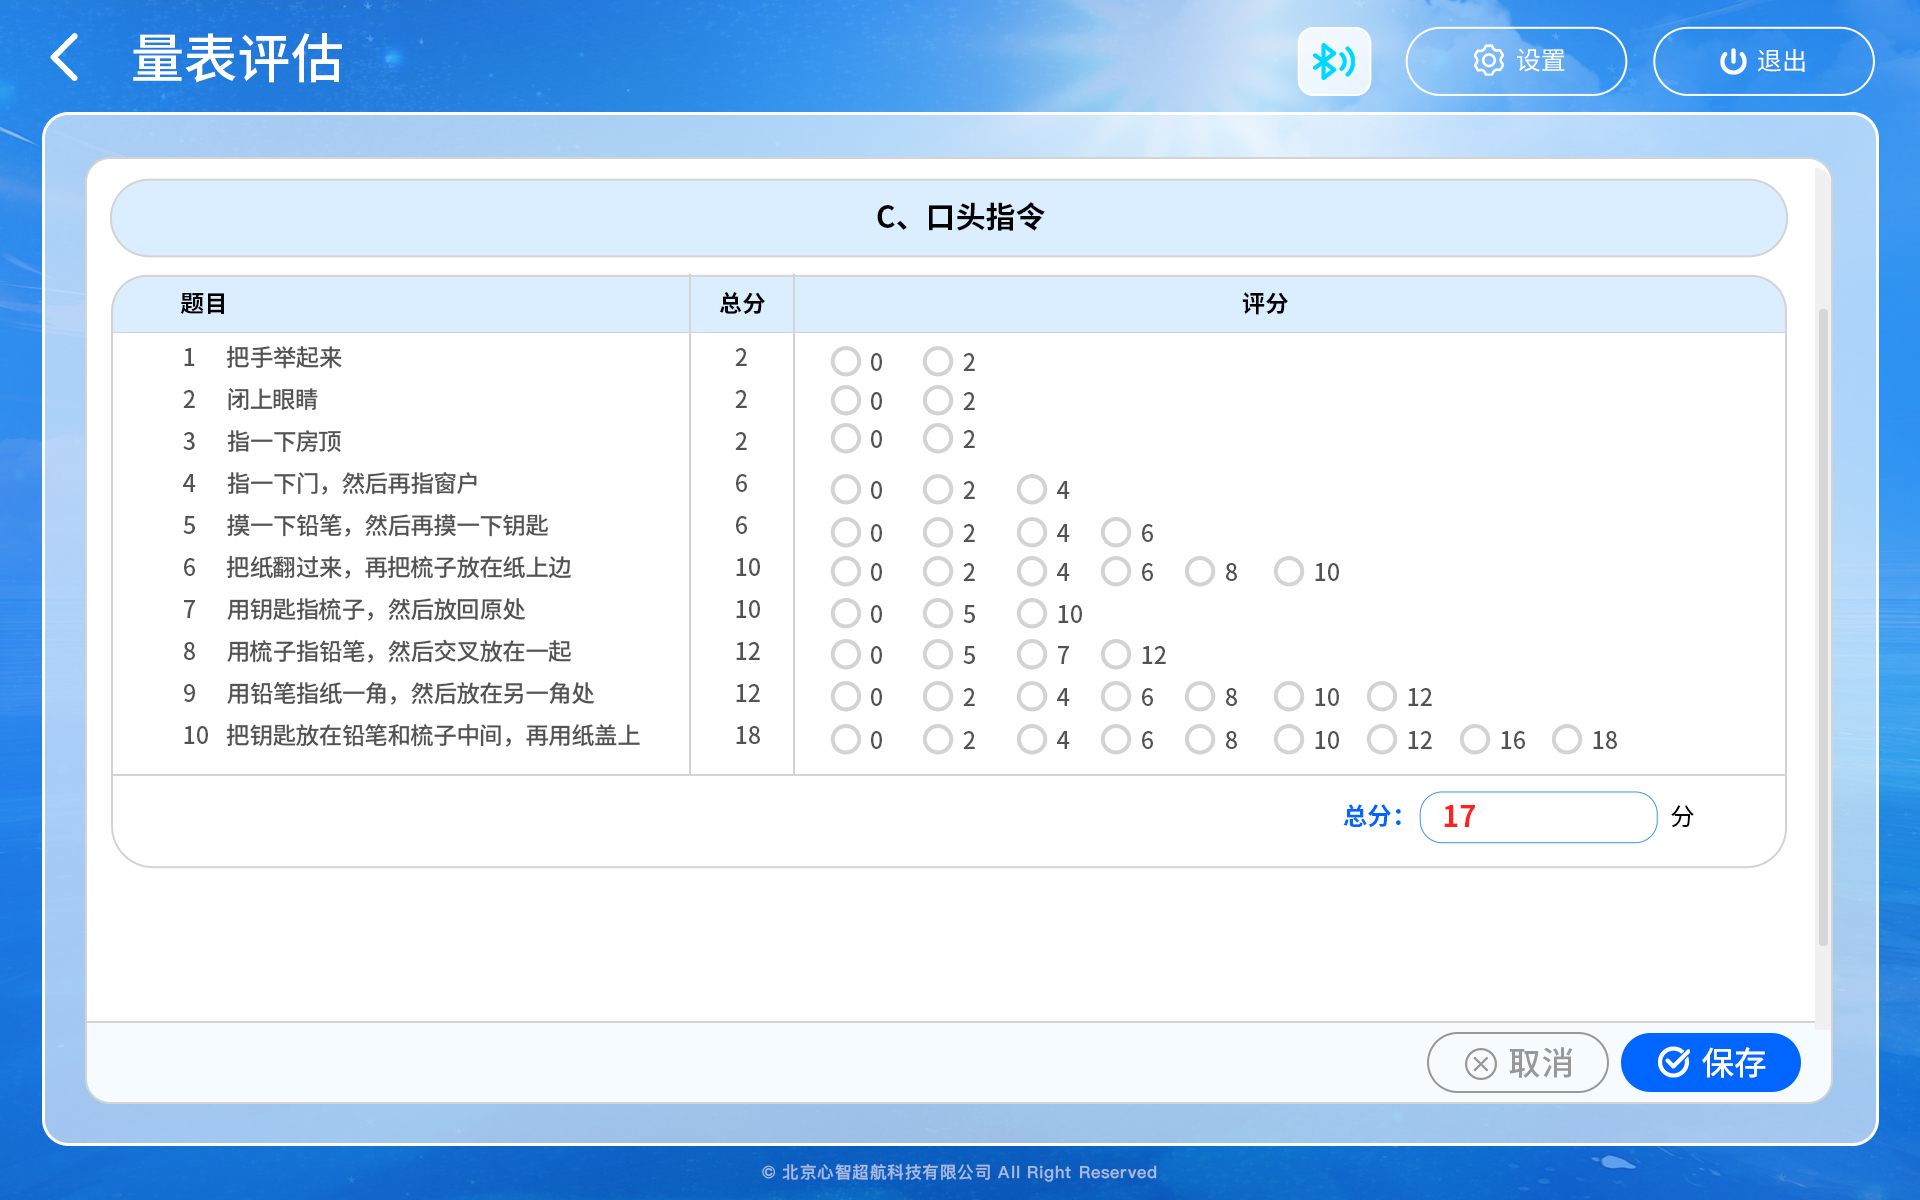 量表评估
设置
退出
C、口头指令
题目 总分 评分
1 把手举起来 2 0 2
2 闭上眼睛 2 0 2
3 指一下房顶 2 0 2
4 指一下门，然后再指窗户 6 0 2 4
5 摸一下铅笔，然后再摸一下钥匙 6 0 2 4 6
6 把纸翻过来，再把梳子放在纸上边 10 0 2 4 6 8 10
7 用钥匙指梳子，然后放回原处 10 0 5 10
8 用梳子指铅笔，然后交叉放在一起 12 0 5 7 12
9 用铅笔指纸一角，然后放在另一角处 12 0 2 4 6 8 10 12
10 把钥匙放在铅笔和梳子中间，再用纸盖上 18 0 2 4 6 8 10 12 16 18
总分： 17 分
取消
保存
© 北京心智超航科技有限公司 All Right Reserved